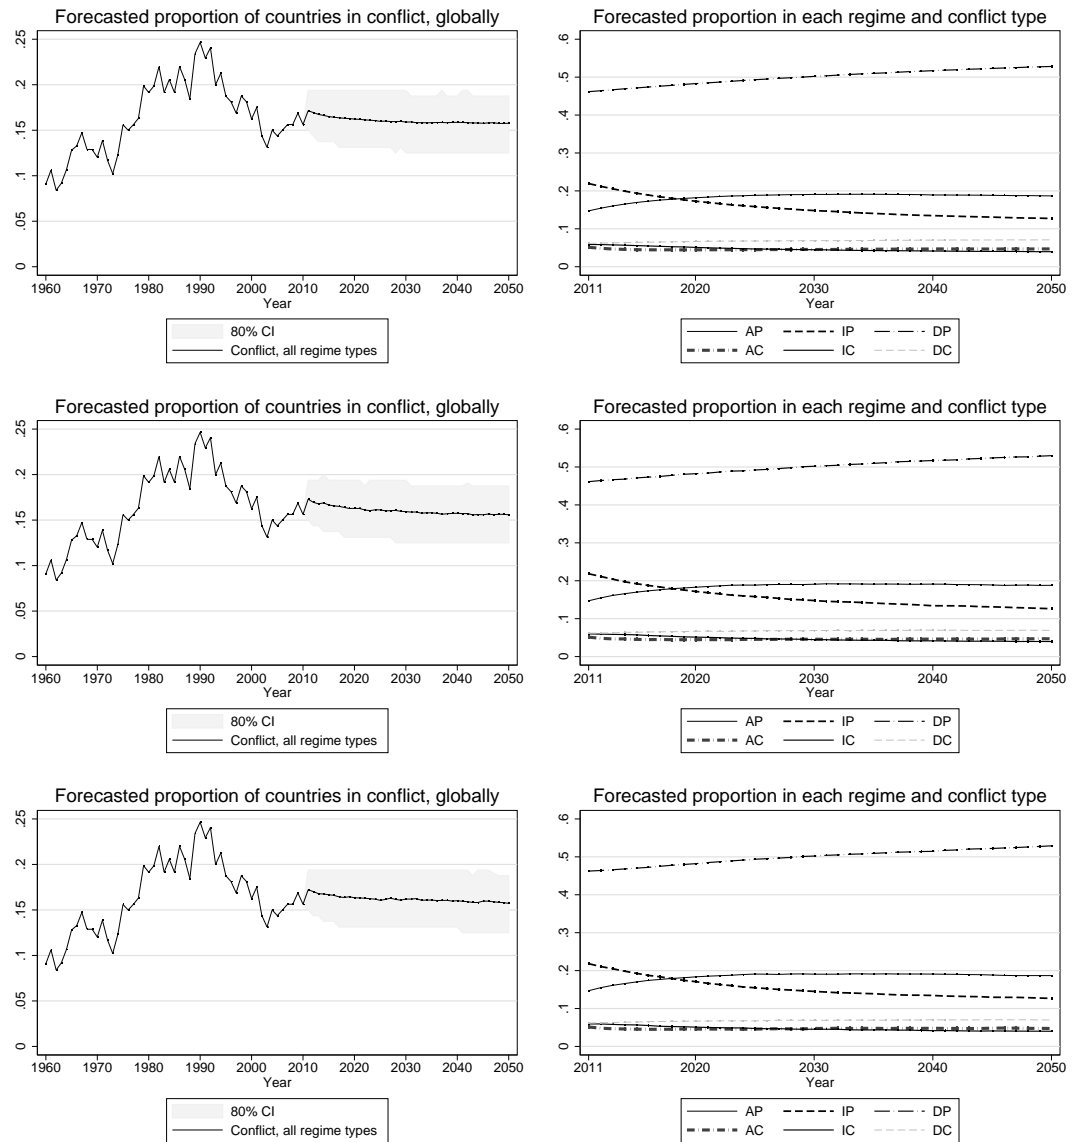 Forecasted proportion of countries in conflict, globally
.25
.2
.15
.1
.05
0
1960 1970 1980 1990 2000 2010 2020 2030 2040 2050
Year
80% CI
Conflict, all regime types
Forecasted proportion in each regime and conflict type
.6
.5
.4
.3
.2
.1
0
2011 2020 2030 2040 2050
Year
AP IP DP
AC IC DC
Forecasted proportion of countries in conflict, globally
.25
.2
.15
.1
.05
0
1960 1970 1980 1990 2000 2010 2020 2030 2040 2050
Year
80% CI
Conflict, all regime types
Forecasted proportion in each regime and conflict type
.6
.5
.4
.3
.2
.1
0
2011 2020 2030 2040 2050
Year
AP IP DP
AC IC DC
Forecasted proportion of countries in conflict, globally
.25
.2
.15
.1
.05
0
1960 1970 1980 1990 2000 2010 2020 2030 2040 2050
Year
80% CI
Conflict, all regime types
Forecasted proportion in each regime and conflict type
.6
.5
.4
.3
.2
.1
0
2011 2020 2030 2040 2050
Year
AP IP DP
AC IC DC